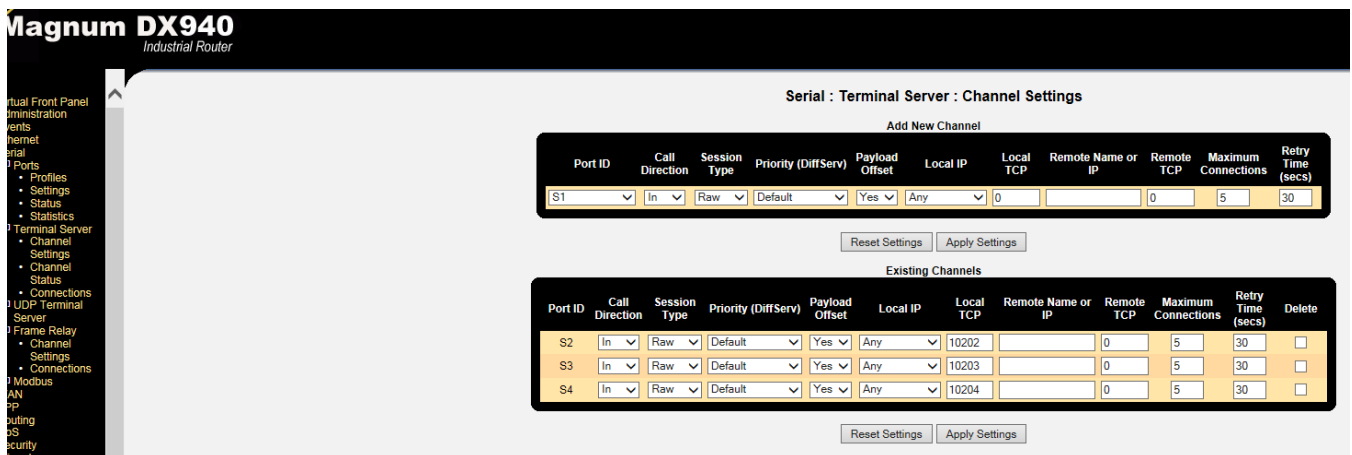 Magnum DX940
Industrial Router
rtual Front Panel
dministration
vents
hernet
erial
Ports
• Profiles
• Settings
• Status
• Statistics
Terminal Server
• Channel
Settings
• Channel
Status
• Connections
UDP Terminal
Server
Frame Relay
• Channel
Settings
• Connections
Modbus
AN
PP
outing
oS
ecurity
Serial : Terminal Server : Channel Settings
Add New Channel
Port ID Call Direction Session Type Priority (DiffServ) Payload Offset Local IP Local TCP Remote Name or IP Remote TCP Maximum Connections Retry Time (secs)
S1 In Raw Default Yes Any 0 0 5 30
Reset Settings Apply Settings
Existing Channels
Port ID Call Direction Session Type Priority (DiffServ) Payload Offset Local IP Local TCP Remote Name or IP Remote TCP Maximum Connections Retry Time (secs) Delete
S2 In Raw Default Yes Any 10202 0 5 30
S3 In Raw Default Yes Any 10203 0 5 30
S4 In Raw Default Yes Any 10204 0 5 30
Reset Settings Apply Settings